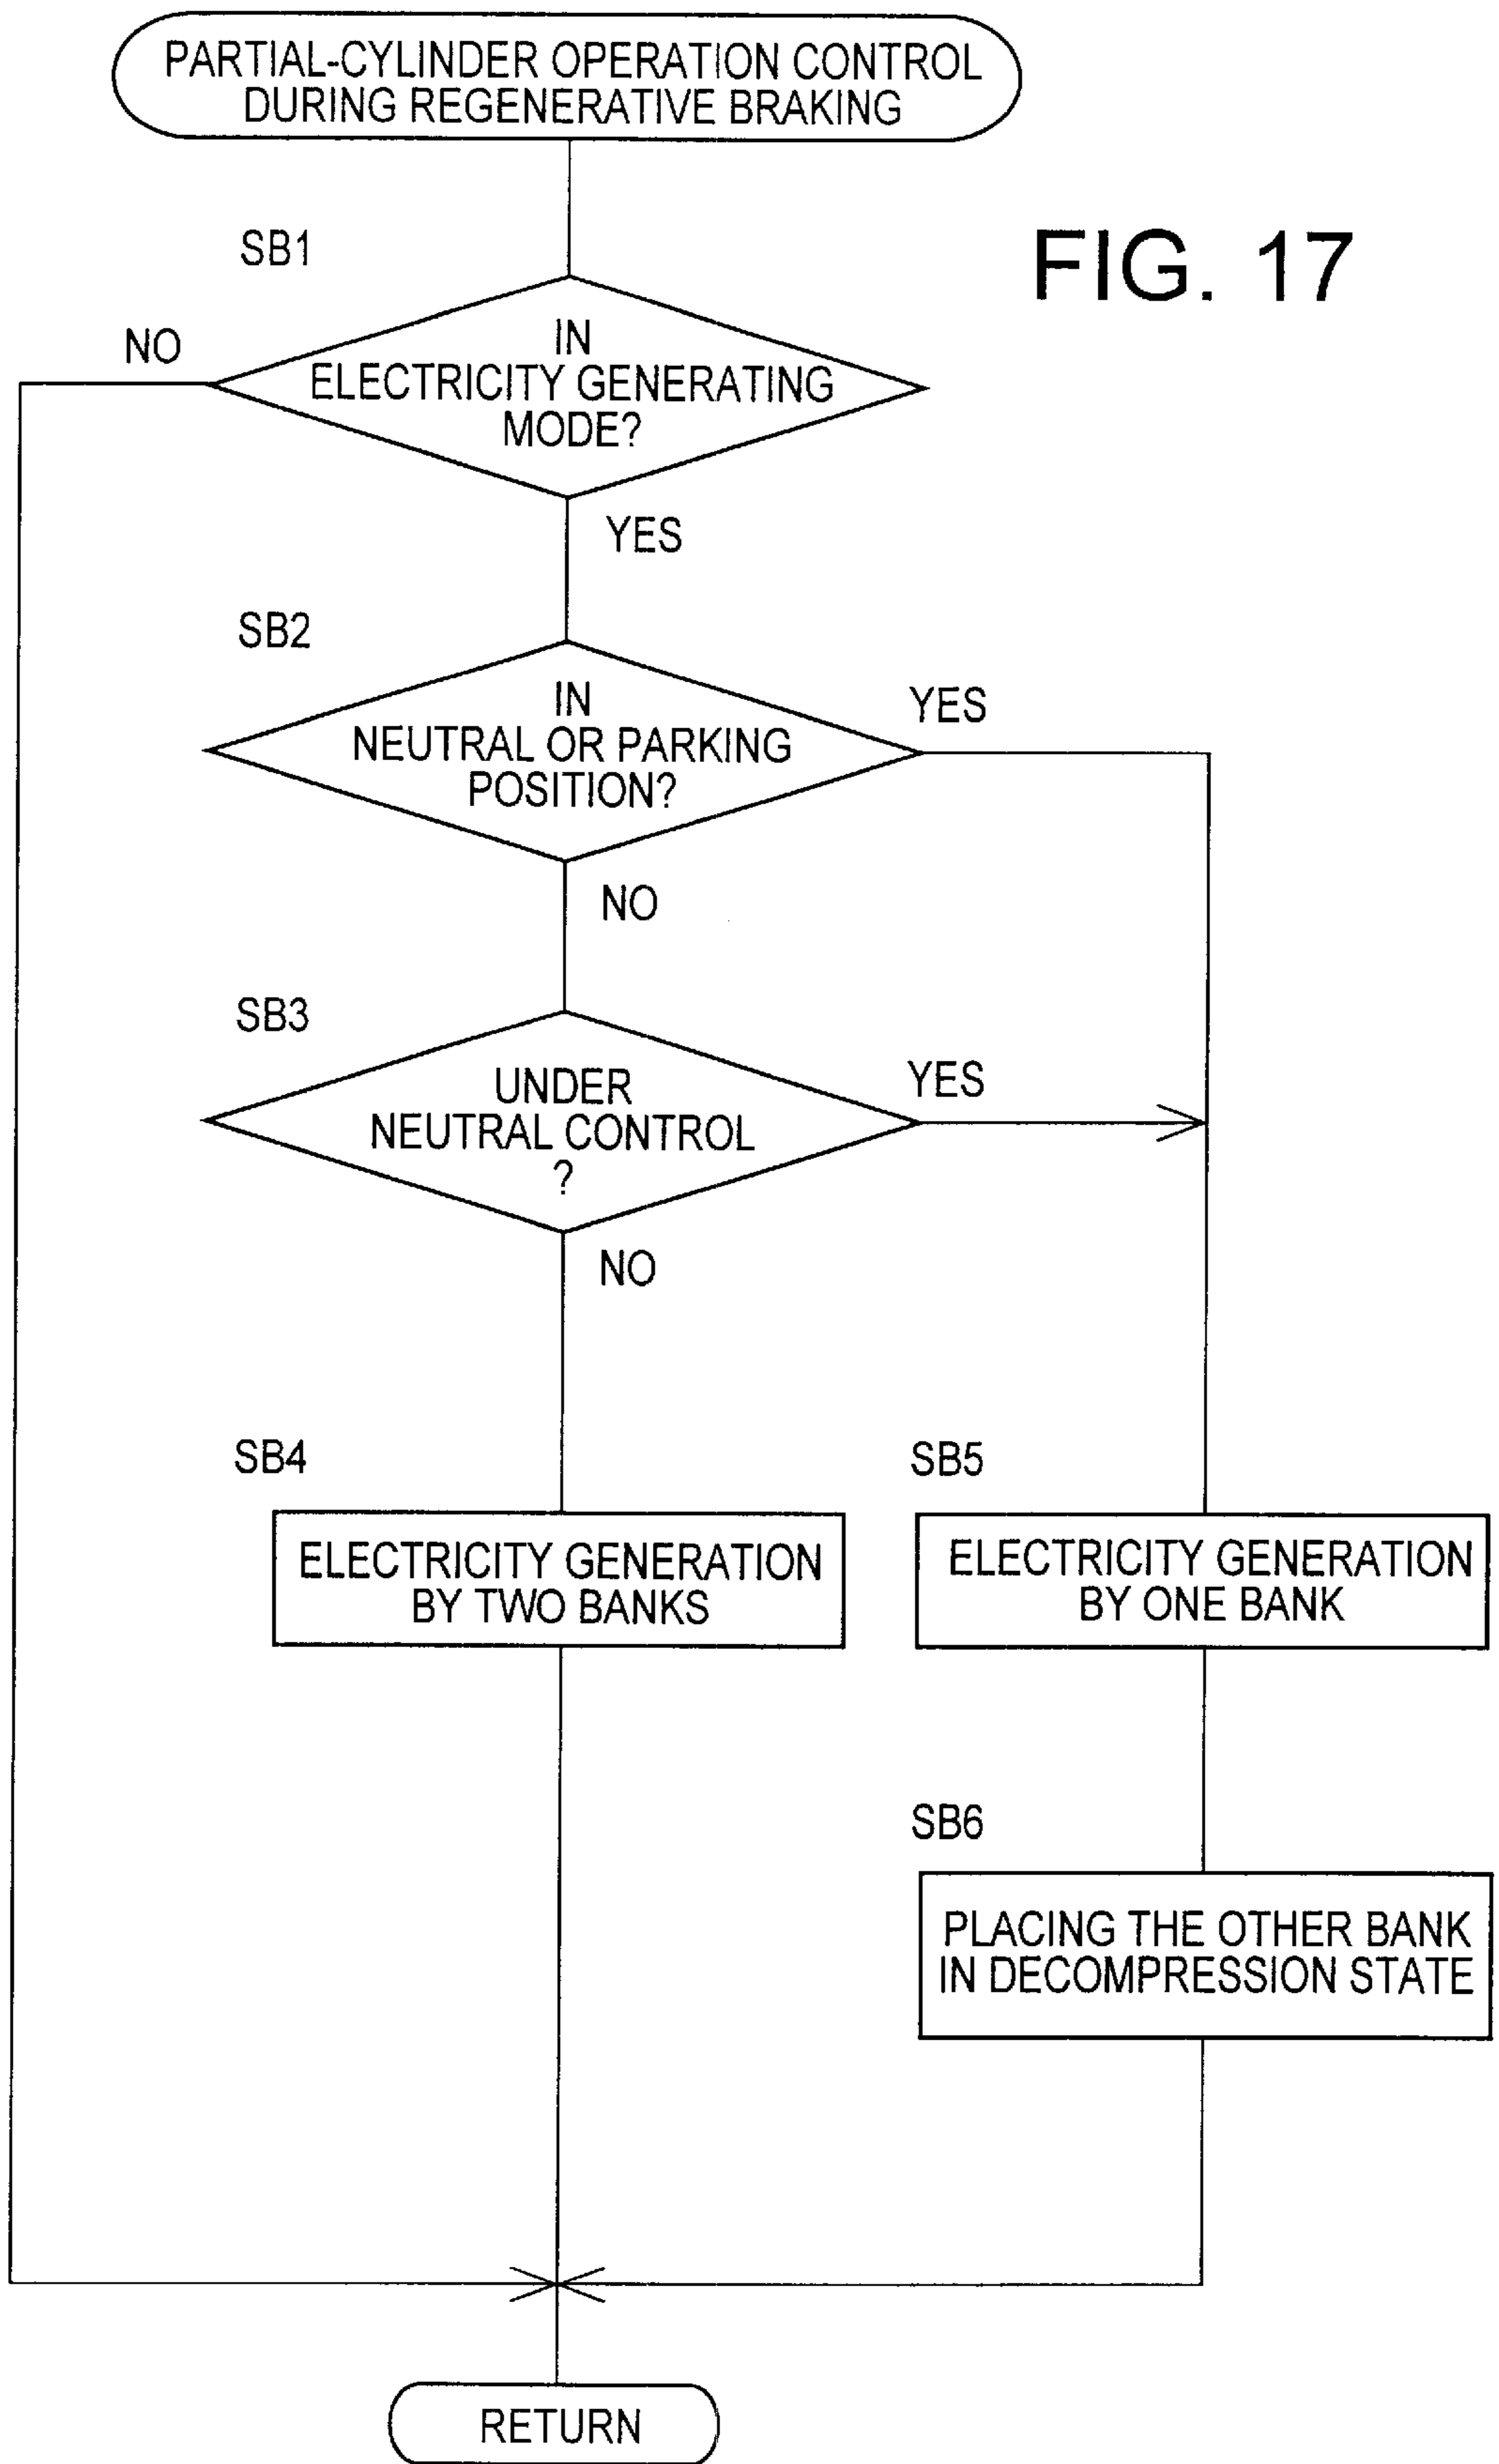 PARTIAL-CYLINDER OPERATION CONTROL
DURING REGENERATIVE BRAKING
FIG. 17
SB1
IN
ELECTRICITY GENERATING
MODE?
NO
YES
SB2
IN
NEUTRAL OR PARKING
POSITION?
YES
NO
SB3
UNDER
NEUTRAL CONTROL
?
YES
NO
SB4
ELECTRICITY GENERATION
BY TWO BANKS
SB5
ELECTRICITY GENERATION
BY ONE BANK
SB6
PLACING THE OTHER BANK
IN DECOMPRESSION STATE
RETURN